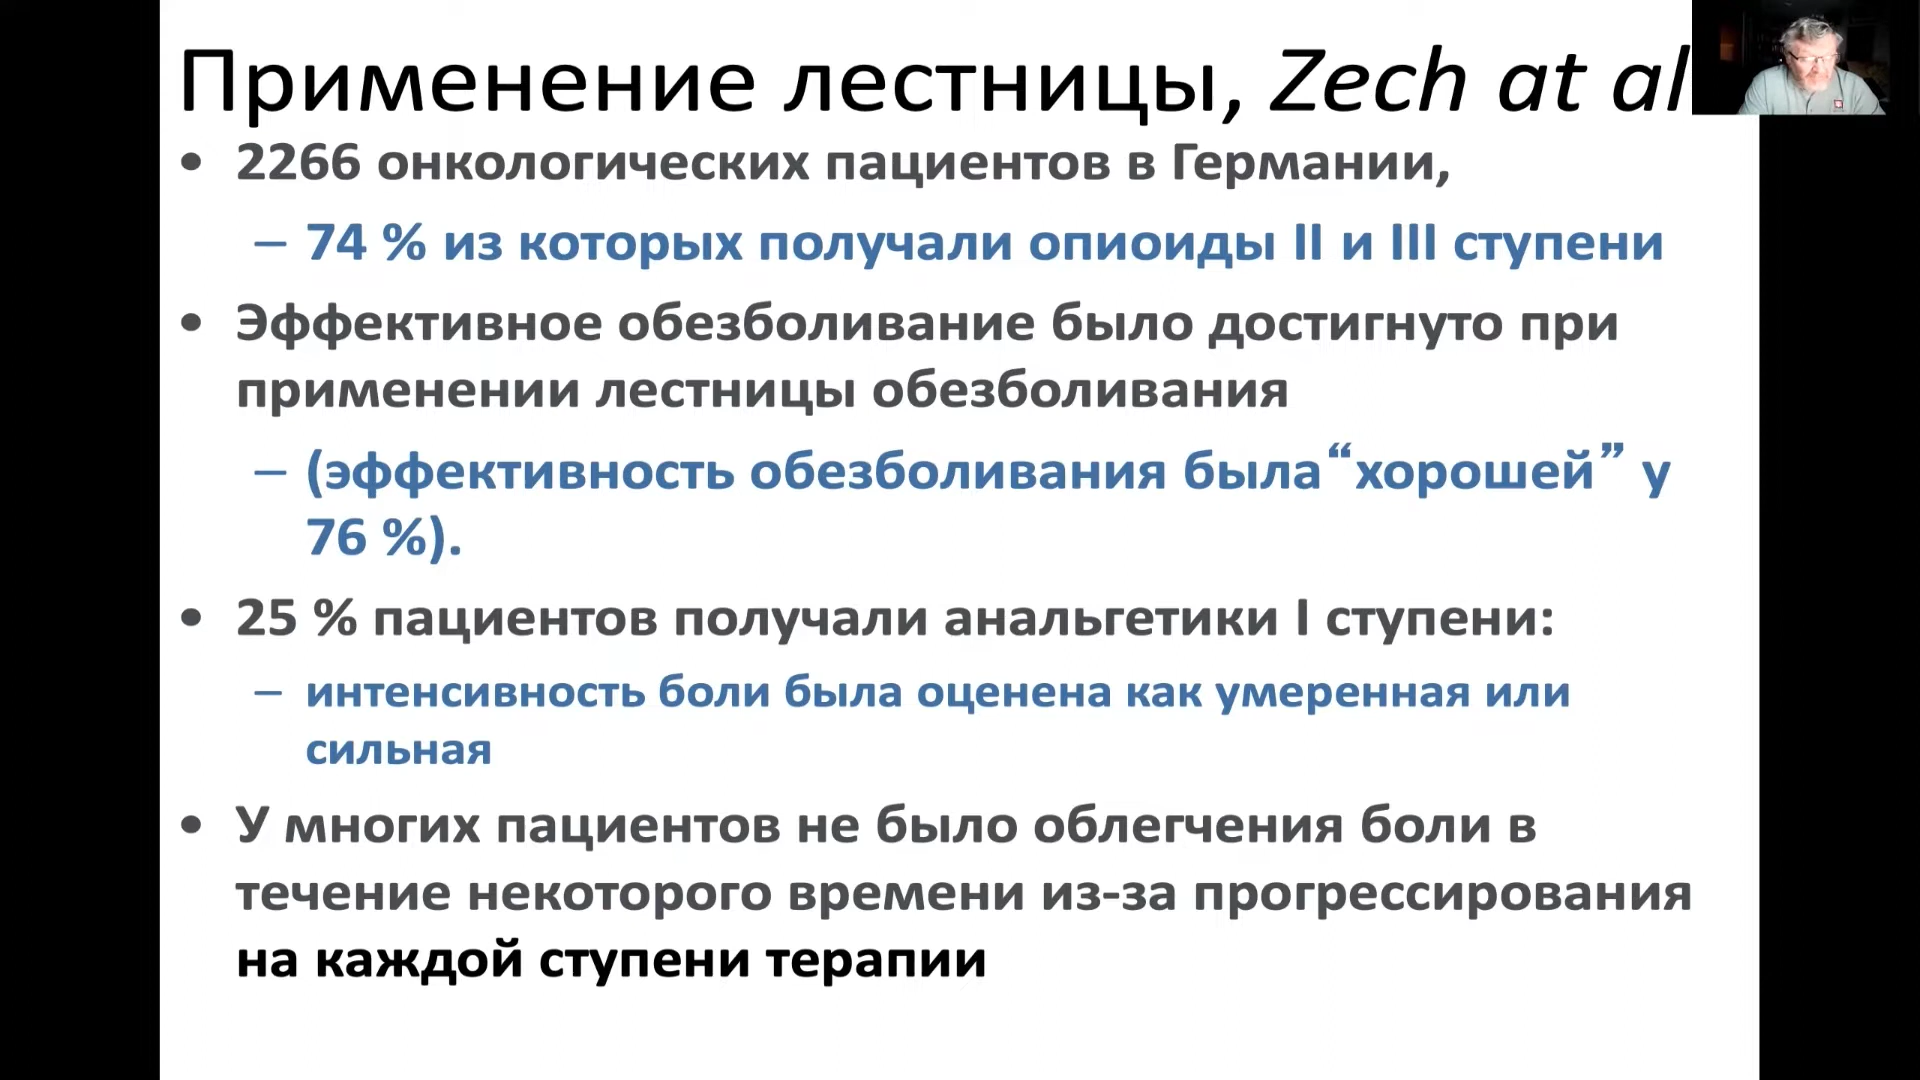 Применение лестницы, Zech at al
• 2266 онкологических пациентов в Германии,
– 74 % из которых получали опиоиды II и III ступени
• Эффективное обезболивание было достигнуто при
применении лестницы обезболивания
– (эффективность обезболивания была“хорошей” у
76 %).
• 25 % пациентов получали анальгетики I ступени:
– интенсивность боли была оценена как умеренная или
сильная
• У многих пациентов не было облегчения боли в
течение некоторого времени из-за прогрессирования
на каждой ступени терапии